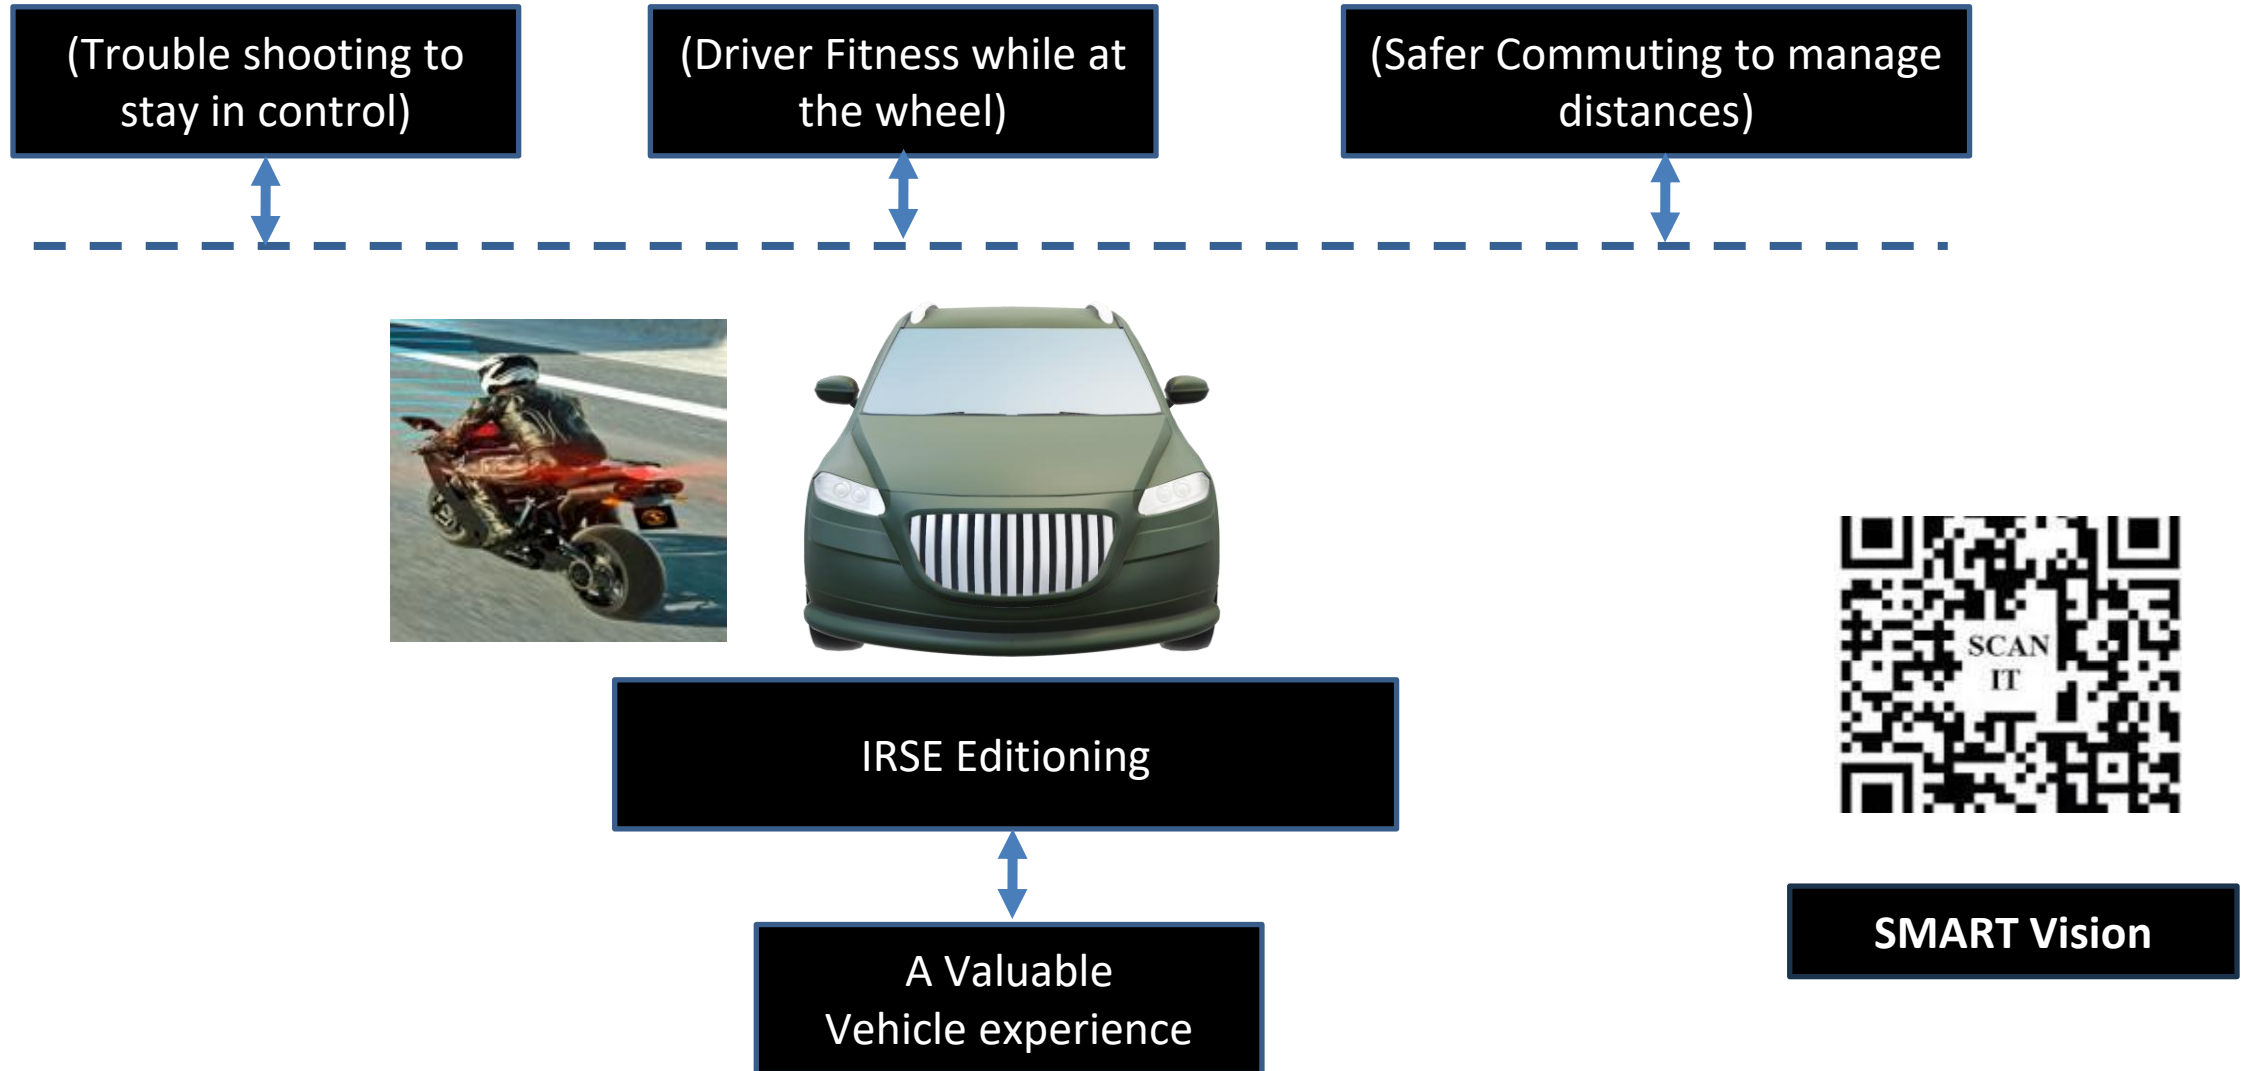 (Trouble shooting to
stay in control)
(Driver Fitness while at
the wheel)
(Safer Commuting to manage
distances)
SCAN
IT
IRSE Editioning
SMART Vision
A Valuable
Vehicle experience